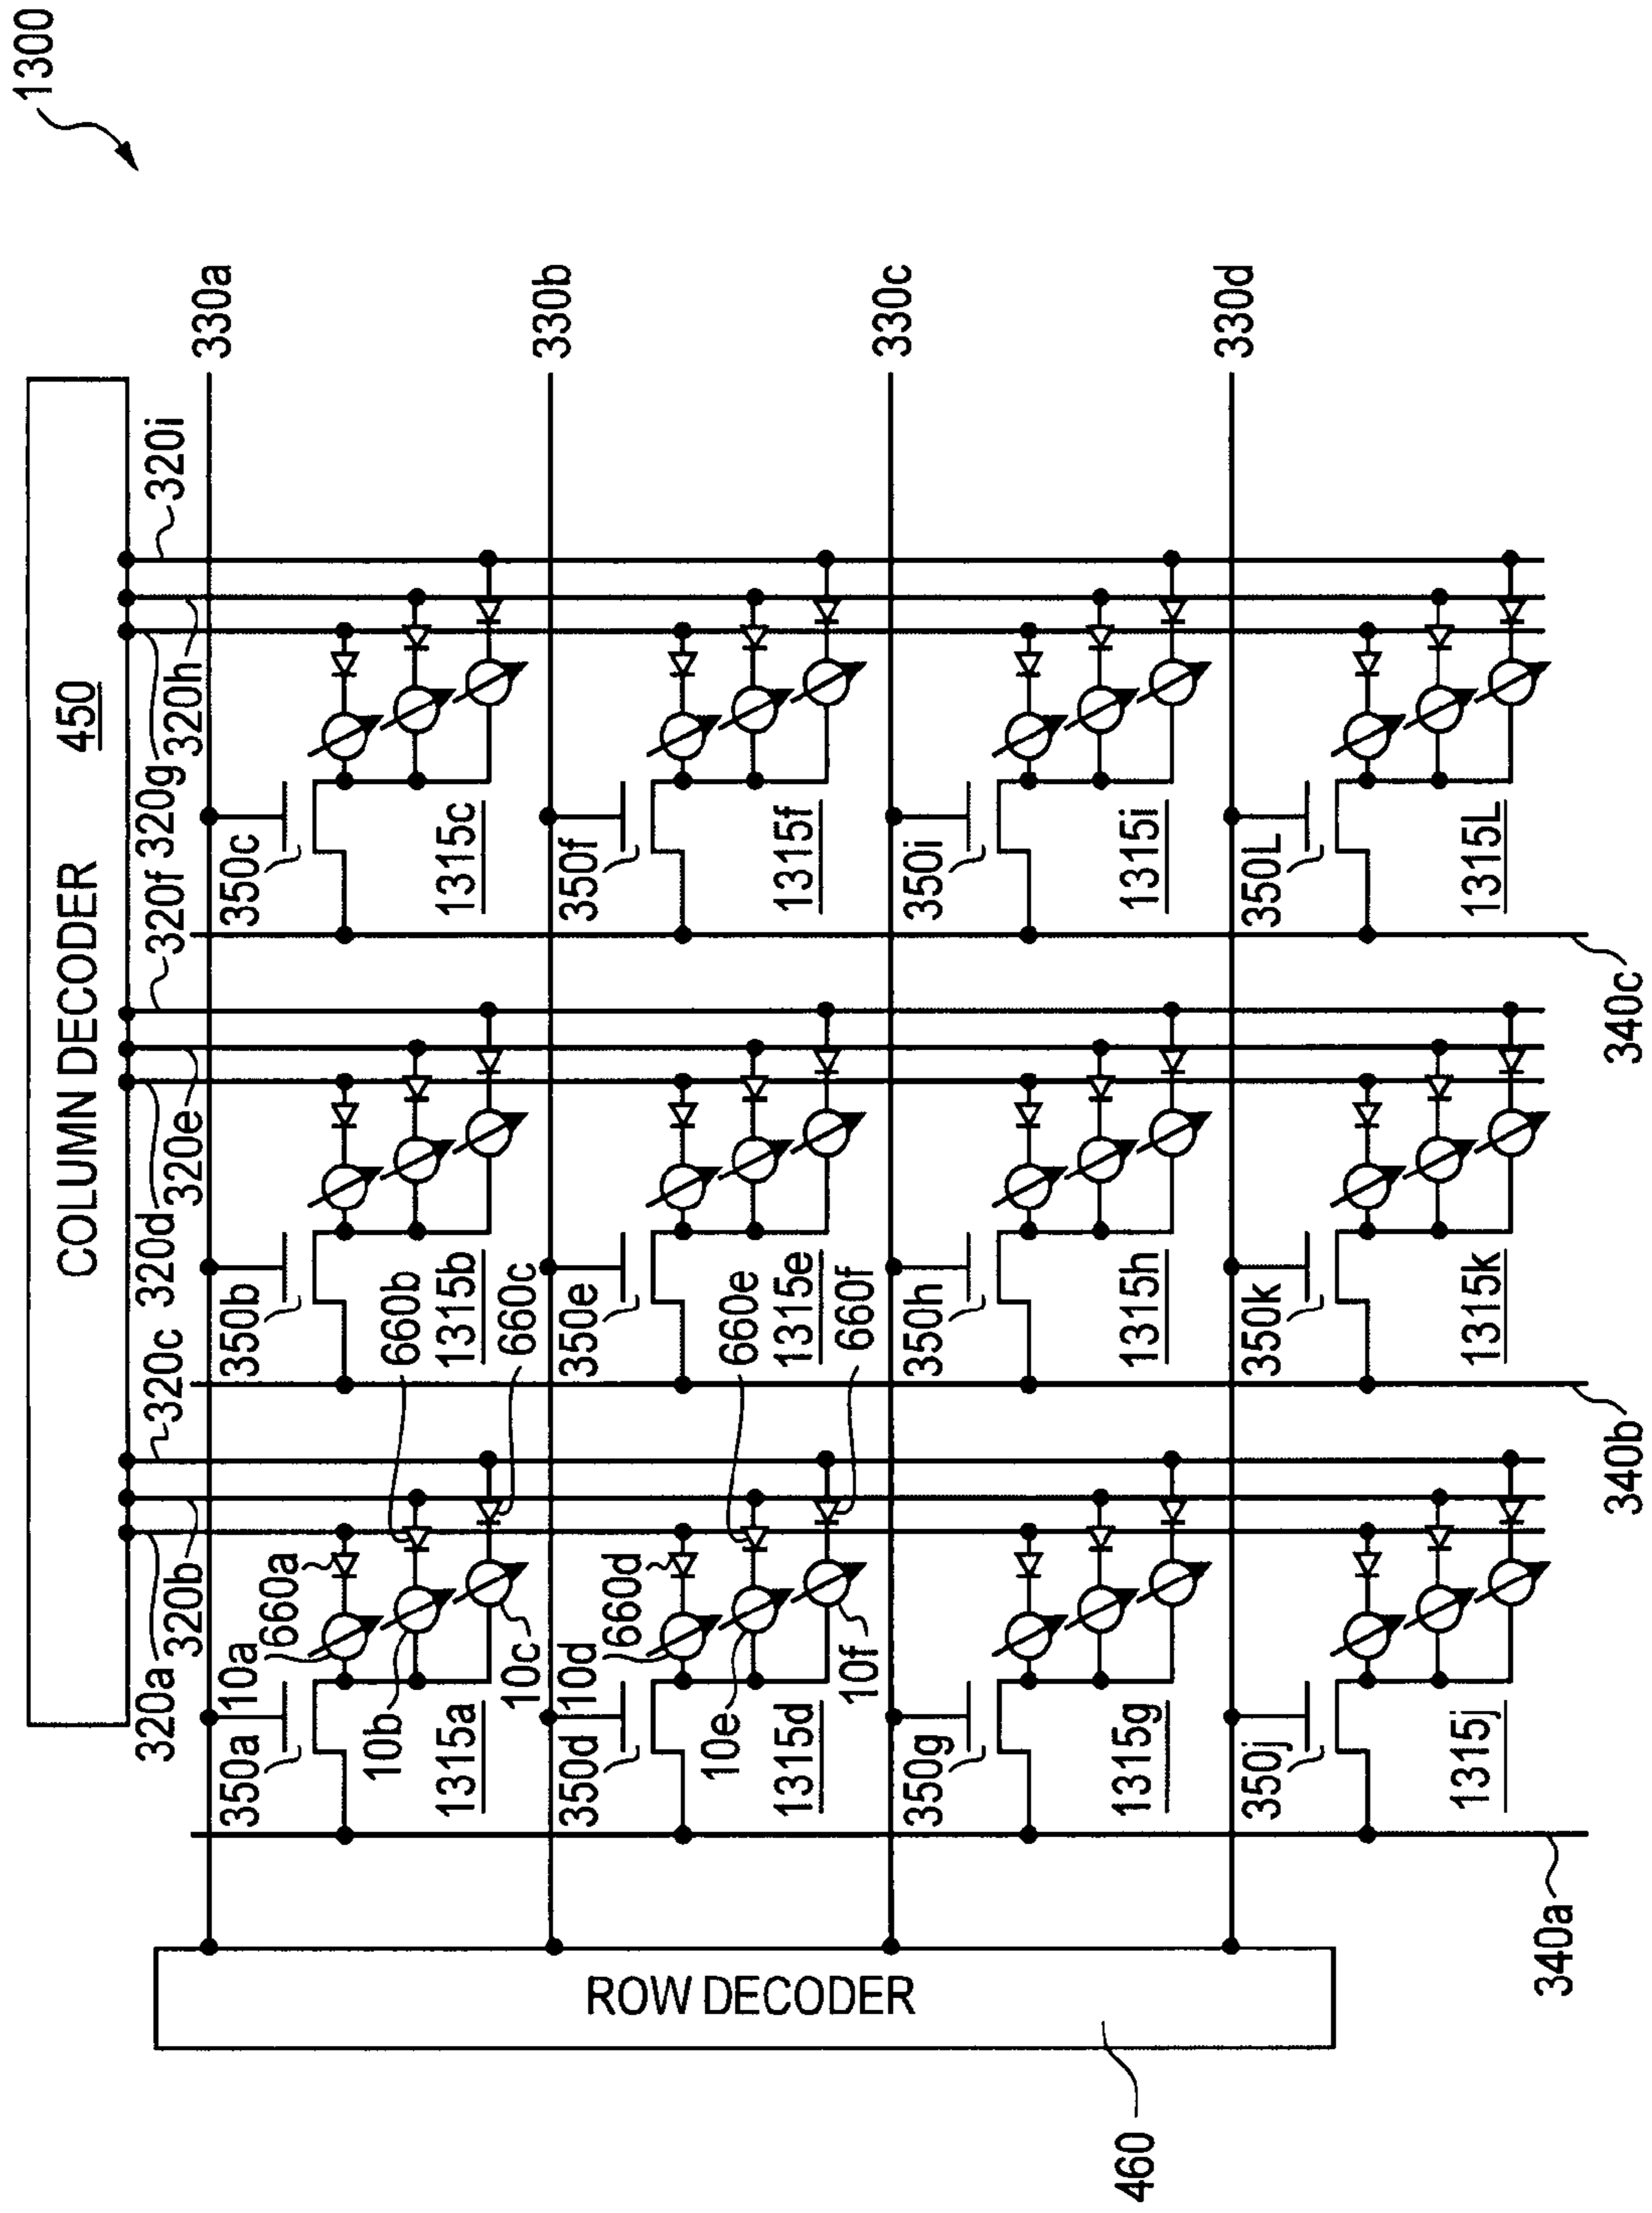 1300
COLUMN DECODER 450
320a
320b
320c
320d
320e
320f
320g
320h
320i
330a
350a
10a
660a
350b
350c
10b
660b
1315a
10c
1315b
660c
1315c
330b
350d
10d
660d
350e
350f
10e
660e
1315d
10f
1315e
660f
1315f
330c
350g
350h
350i
1315g
1315h
1315i
330d
350j
350k
350L
1315j
1315k
1315L
340a
340b
340c
ROW DECODER
460